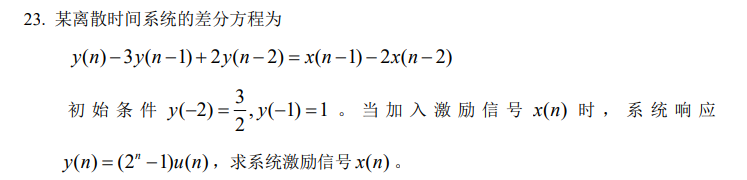 23. 某离散时间系统的差分方程为
y(n)−3y(n−1)+2y(n−2)=x(n−1)−2x(n−2)
初始条件 y(−2)=3/2, y(−1)=1 。当加入激励信号 x(n) 时，系统响应
y(n)=(2ⁿ−1)u(n)，求系统激励信号 x(n) 。